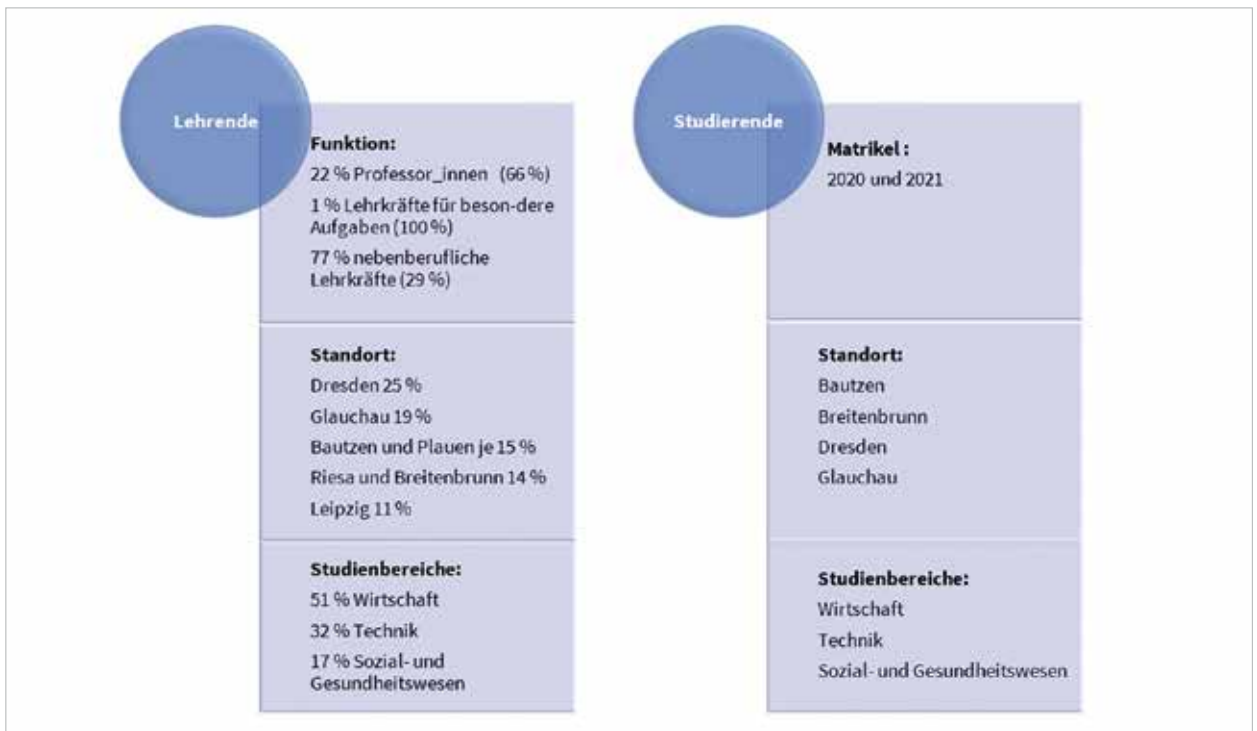 Lehrende
Funktion:
22 % Professor_innen (66 %)
1 % Lehrkräfte für beson-dere
Aufgaben (100 %)
77 % nebenberufliche
Lehrkräfte (29 %)
Standort:
Dresden 25 %
Glauchau 19 %
Bautzen und Plauen je 15 %
Riesa und Breitenbrunn 14 %
Leipzig 11 %
Studienbereiche:
51 % Wirtschaft
32 % Technik
17 % Sozial- und
Gesundheitswesen
Studierende
Matrikel :
2020 und 2021
Standort:
Bautzen
Breitenbrunn
Dresden
Glauchau
Studienbereiche:
Wirtschaft
Technik
Sozial- und Gesundheitswesen